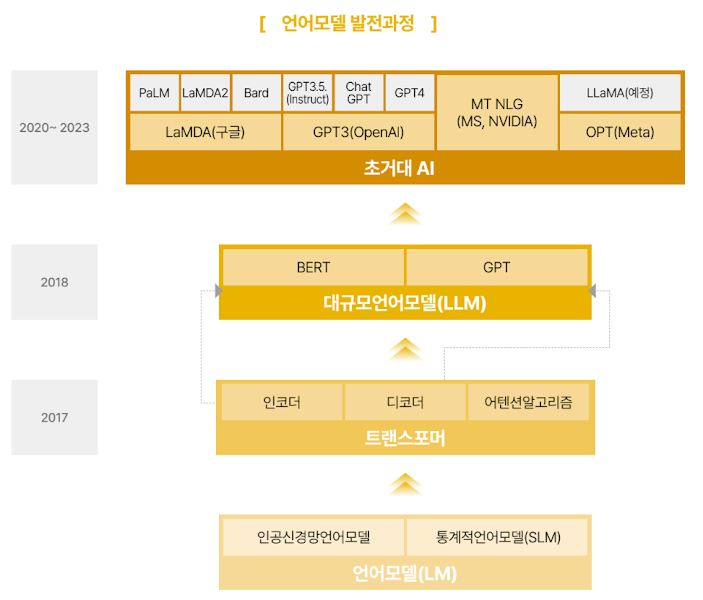 [ 언어모델 발전과정 ]
2020~ 2023
PaLM
LaMDA2
Bard
GPT3.5.
(Instruct)
Chat
GPT
GPT4
MT NLG
(MS, NVIDIA)
LLaMA(예정)
LaMDA(구글)
GPT3(OpenAI)
OPT(Meta)
초거대 AI
2018
BERT
GPT
대규모언어모델(LLM)
2017
인코더
디코더
어텐션알고리즘
트랜스포머
인공신경망언어모델
통계적언어모델(SLM)
언어모델(LM)